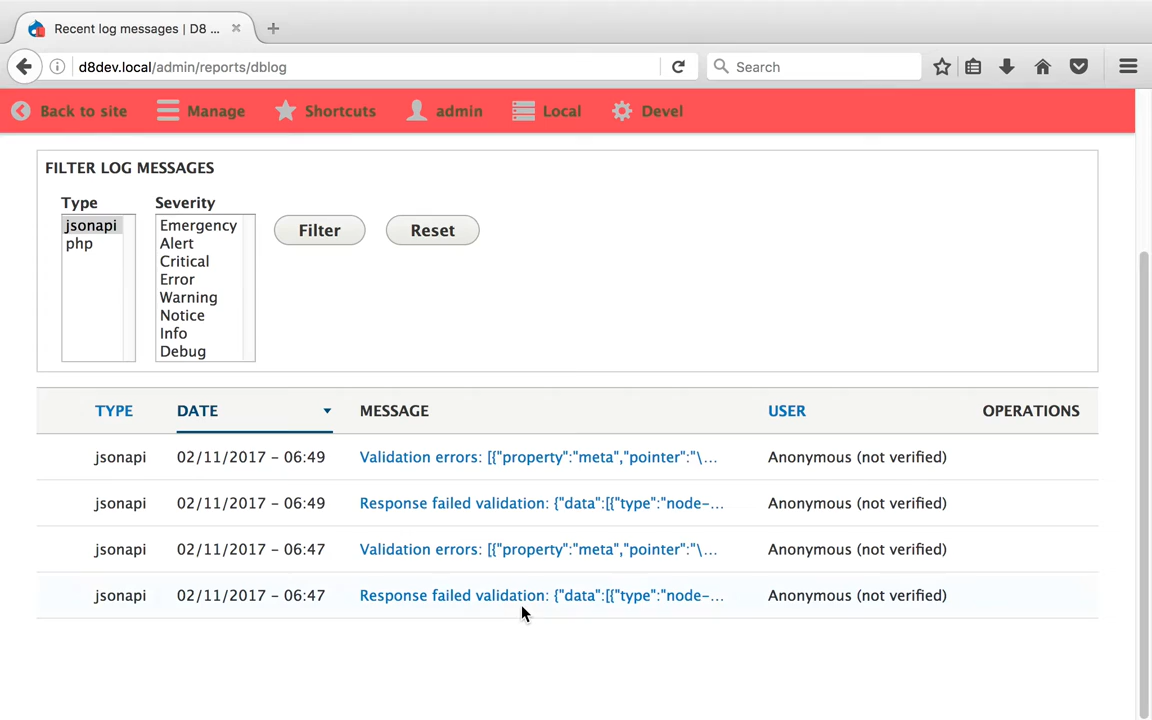 Recent log messages | D8 ...
d8dev.local/admin/reports/dblog
Search
Back to site
Manage
Shortcuts
admin
Local
Devel
FILTER LOG MESSAGES
Type
Severity
jsonapi
php
Emergency
Alert
Critical
Error
Warning
Notice
Info
Debug
Filter
Reset
TYPE DATE MESSAGE USER OPERATIONS
jsonapi 02/11/2017 - 06:49 Validation errors: [{"property":"meta","pointer":"\... Anonymous (not verified)
jsonapi 02/11/2017 - 06:49 Response failed validation: {"data":[{"type":"node-... Anonymous (not verified)
jsonapi 02/11/2017 - 06:47 Validation errors: [{"property":"meta","pointer":"\... Anonymous (not verified)
jsonapi 02/11/2017 - 06:47 Response failed validation: {"data":[{"type":"node-... Anonymous (not verified)